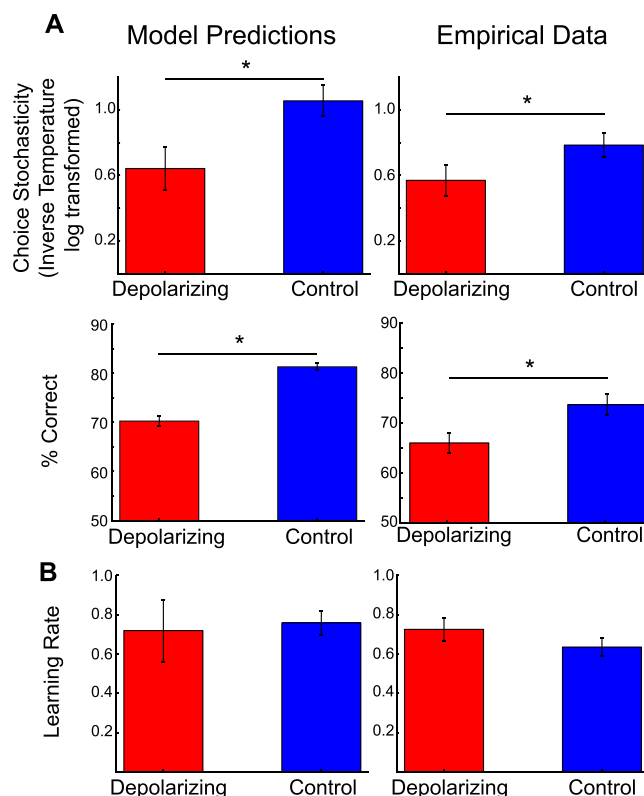 A
Model Predictions
Empirical Data
Choice Stochasticity
(Inverse Temperature
log transformed)
1.0
0.6
0.2
*
Depolarizing
Control
1.0
0.6
0.2
*
Depolarizing
Control
% Correct
90
80
70
60
50
*
Depolarizing
Control
90
80
70
60
50
*
Depolarizing
Control
B
Learning Rate
1.0
0.8
0.6
0.4
0.2
Depolarizing
Control
1.0
0.8
0.6
0.4
0.2
Depolarizing
Control